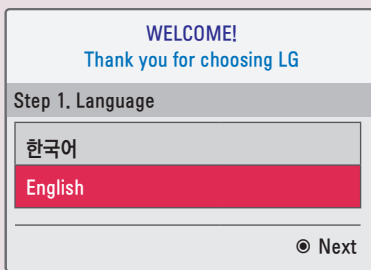 WELCOME!
Thank you for choosing LG
Step 1. Language
한국어
English
◉ Next